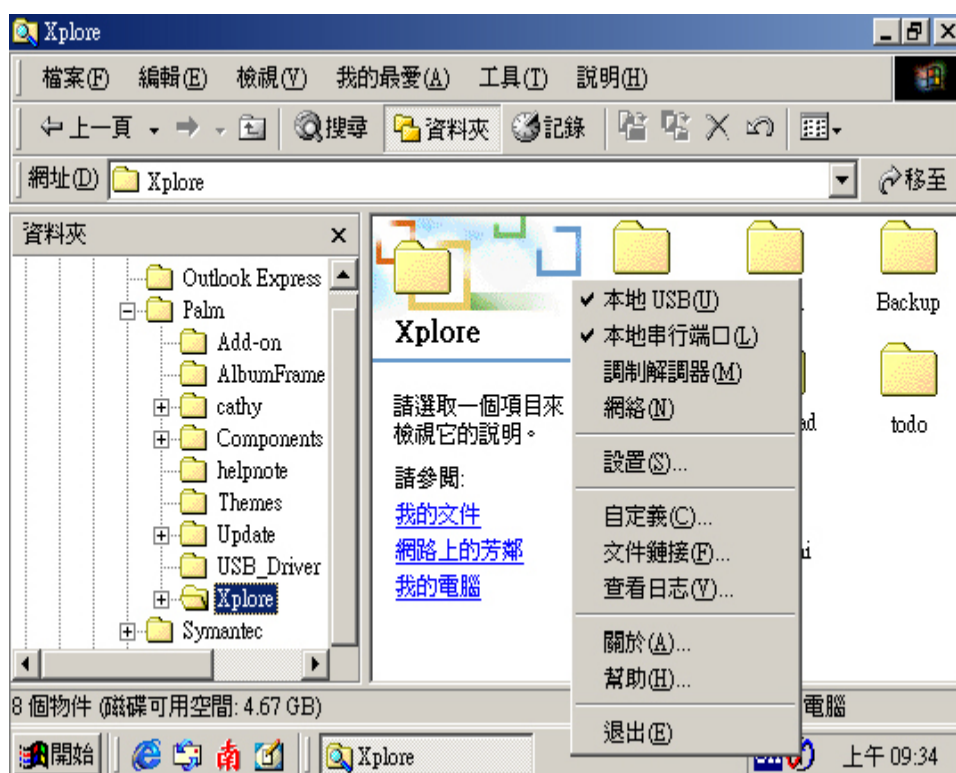 Xplore
檔案(F) 編輯(E) 檢視(V) 我的最愛(A) 工具(T) 說明(H)
上一頁 搜尋 資料夾 記錄
網址(D) Xplore 移至
資料夾
Outlook Express
Palm
Add-on
AlbumFrame
cathy
Components
helpnote
Themes
Update
USB_Driver
Xplore
Symantec
Xplore
請選取一個項目來
檢視它的說明。
請參閱:
我的文件
網路上的芳鄰
我的電腦
Backup
todo
本地 USB(U)
本地串行端口(L)
調制解調器(M)
網絡(N)
設置(S)...
自定義(C)...
文件鏈接(F)...
查看日志(V)...
關於(A)...
幫助(H)...
退出(E)
8 個物件 (磁碟可用空間: 4.67 GB) 電腦
開始 南 Xplore 上午 09:34